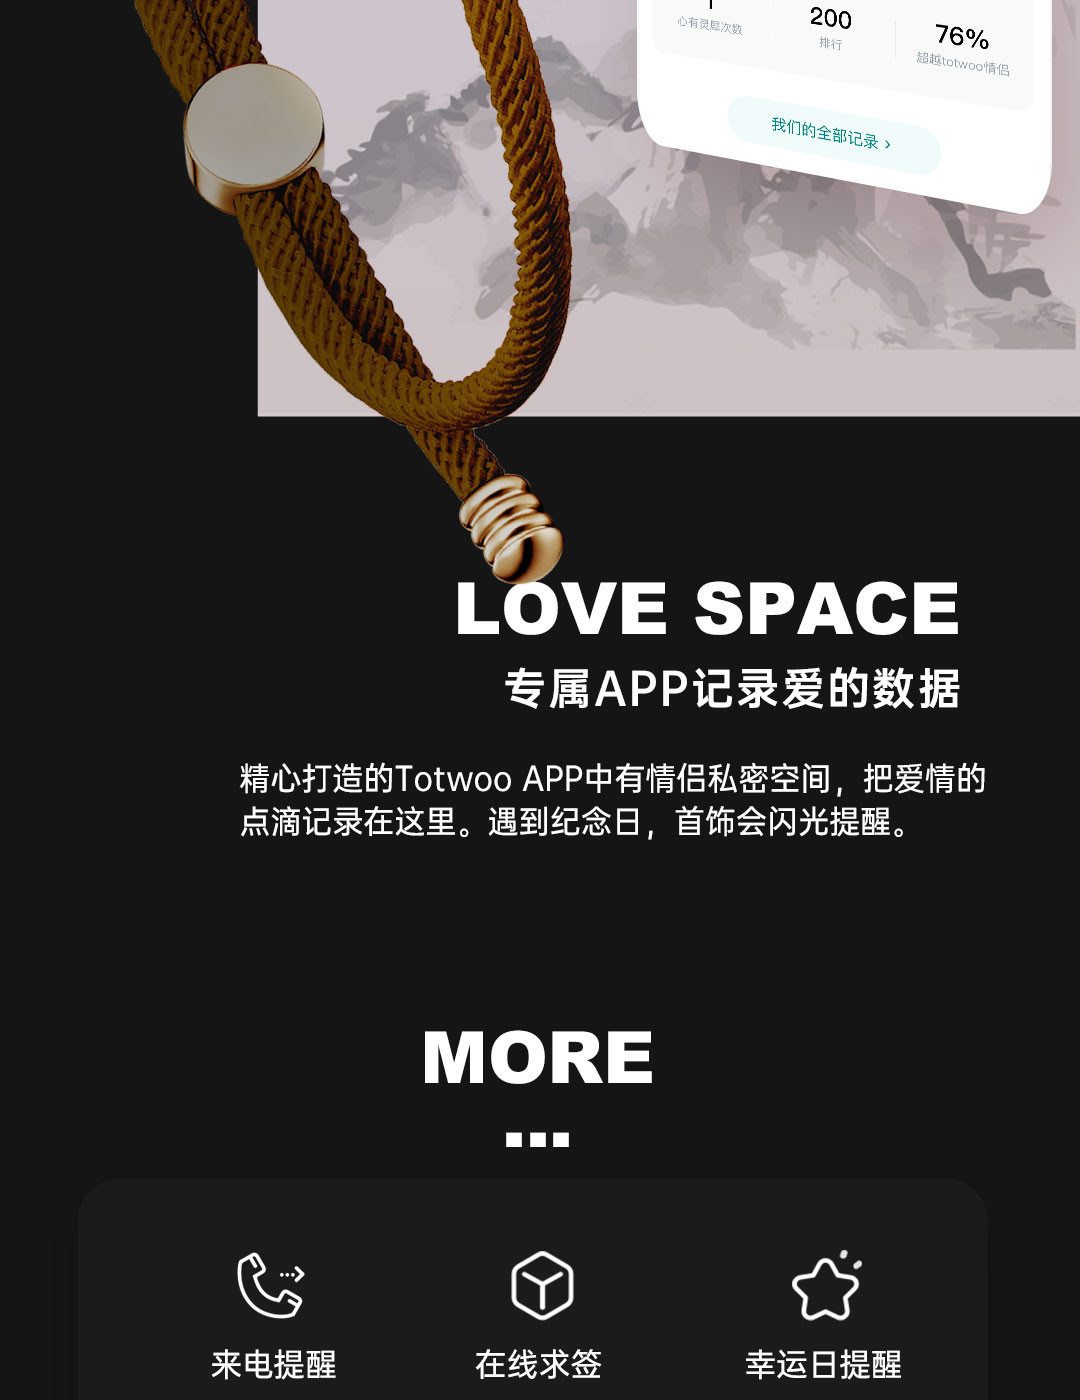 200
76%
心有灵犀次数
排行
超越totwoo情侣
我们的全部记录 >
LOVE SPACE
专属APP记录爱的数据
精心打造的Totwoo APP中有情侣私密空间，把爱情的
点滴记录在这里。遇到纪念日，首饰会闪光提醒。
MORE
来电提醒
在线求签
幸运日提醒